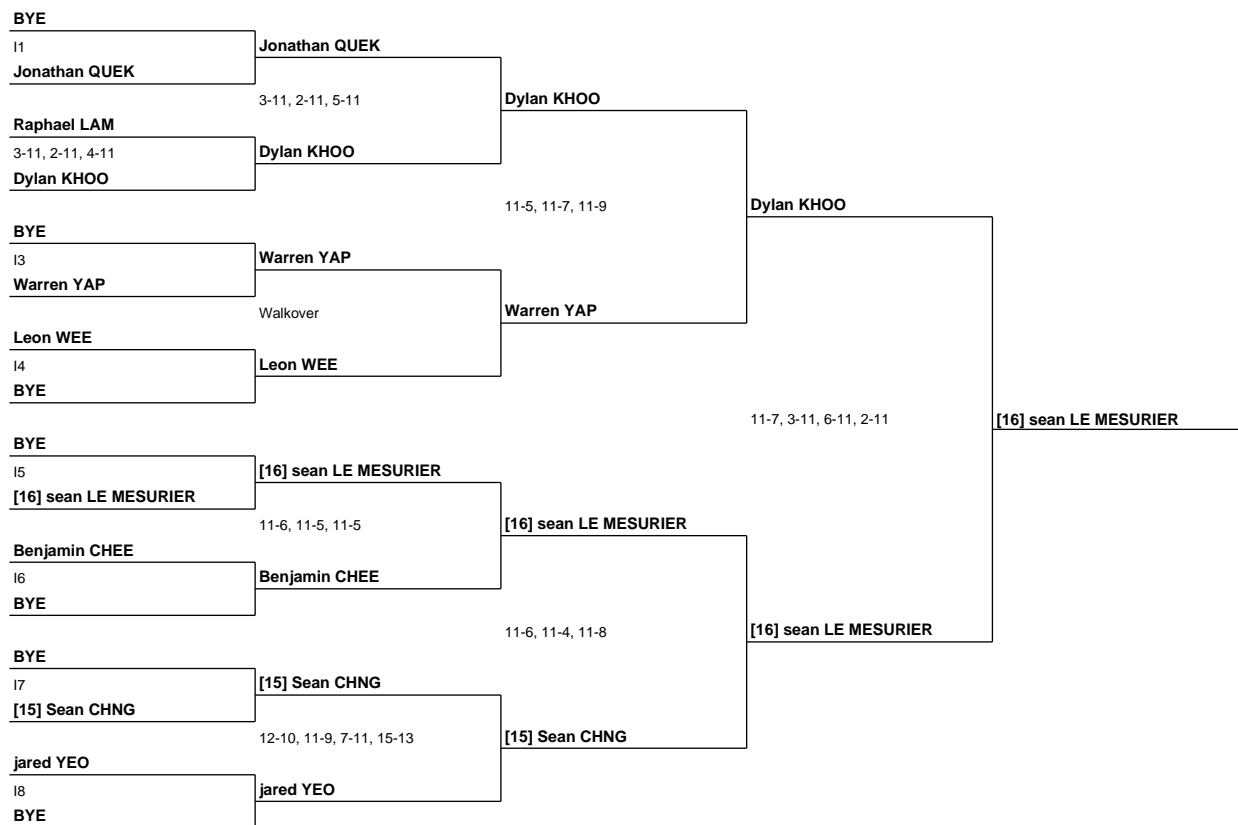 BYE
I1
Jonathan QUEK
Jonathan QUEK
3-11, 2-11, 5-11
Dylan KHOO
Raphael LAM
3-11, 2-11, 4-11
Dylan KHOO
Dylan KHOO
11-5, 11-7, 11-9
Dylan KHOO
BYE
I3
Warren YAP
Warren YAP
Walkover
Warren YAP
Leon WEE
I4
Leon WEE
BYE
11-7, 3-11, 6-11, 2-11
[16] sean LE MESURIER
BYE
I5
[16] sean LE MESURIER
[16] sean LE MESURIER
11-6, 11-5, 11-5
[16] sean LE MESURIER
Benjamin CHEE
I6
Benjamin CHEE
BYE
11-6, 11-4, 11-8
[16] sean LE MESURIER
BYE
I7
[15] Sean CHNG
[15] Sean CHNG
12-10, 11-9, 7-11, 15-13
[15] Sean CHNG
jared YEO
I8
jared YEO
BYE